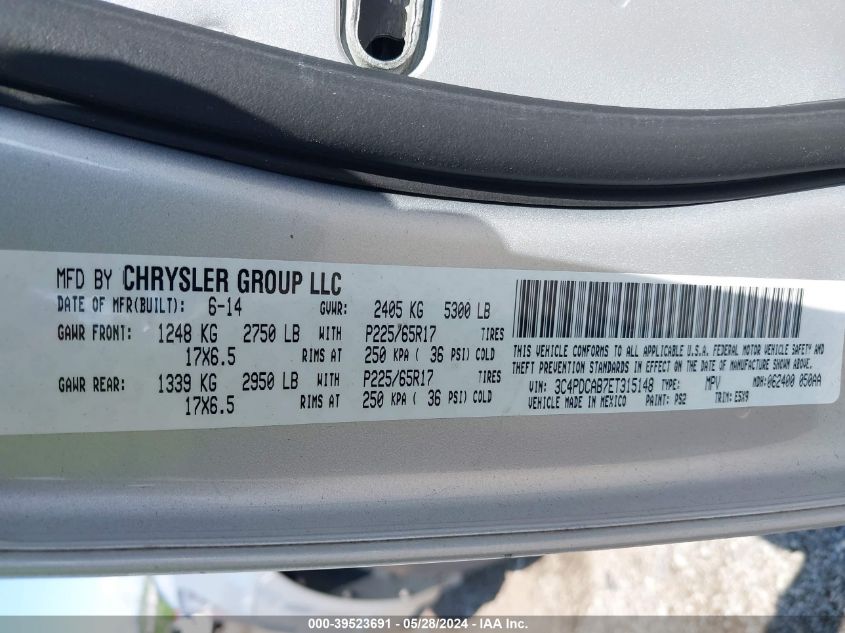 MFD BY CHRYSLER GROUP LLC
DATE OF MFR(BUILT): 6-14 GVWR: 2405 KG 5300 LB
GAWR FRONT: 1248 KG 2750 LB WITH P225/65R17 TIRES
17X6.5 RIMS AT 250 KPA ( 36 PSI) COLD
GAWR REAR: 1339 KG 2950 LB WITH P225/65R17 TIRES
17X6.5 RIMS AT 250 KPA ( 36 PSI) COLD
THIS VEHICLE CONFORMS TO ALL APPLICABLE U.S.A. FEDERAL MOTOR VEHICLE SAFETY AND
THEFT PREVENTION STANDARDS IN EFFECT ON THE DATE OF MANUFACTURE SHOWN ABOVE.
VIN: 3C4PDCAB7ET315148 TYPE: MPV MDH:062400 050AA
VEHICLE MADE IN MEXICO PAINT: PS2 TRIM: E5X9
000-39523691 - 05/28/2024 - IAA Inc.